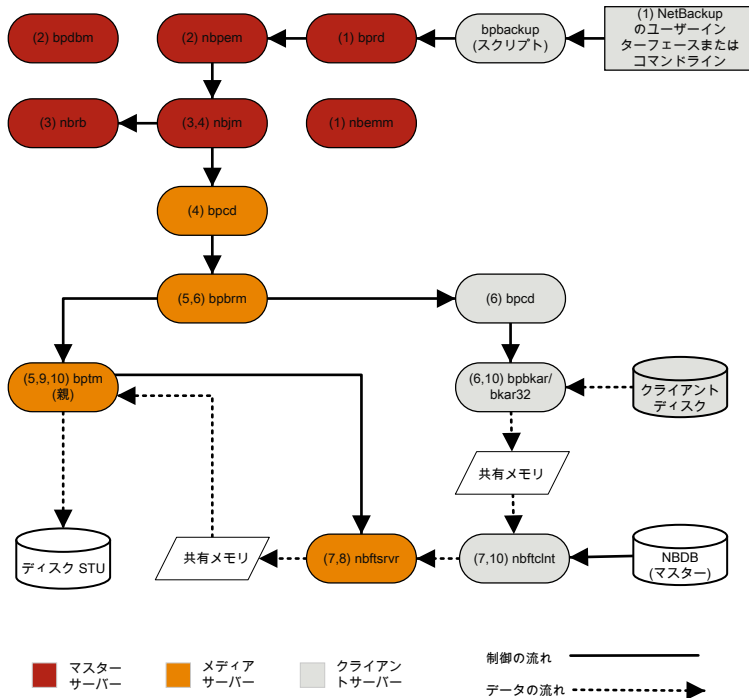 (2) bpdbm
(2) nbpem
(1) bprd
bpbackup
(スクリプト)
(1) NetBackup
のユーザーイン
ターフェースまたは
コマンドライン
(3) nbrb
(3,4) nbjm
(1) nbemm
(4) bpcd
(5,6) bpbrm
(6) bpcd
(5,9,10) bptm
(親)
(6,10) bpbkar/
bkar32
クライアント
ディスク
共有メモリ
ディスク STU
共有メモリ
(7,8) nbftsrvr
(7,10) nbftclnt
NBDB
(マスター)
マスター
サーバー
メディア
サーバー
クライアン
トサーバー
制御の流れ
データの流れ